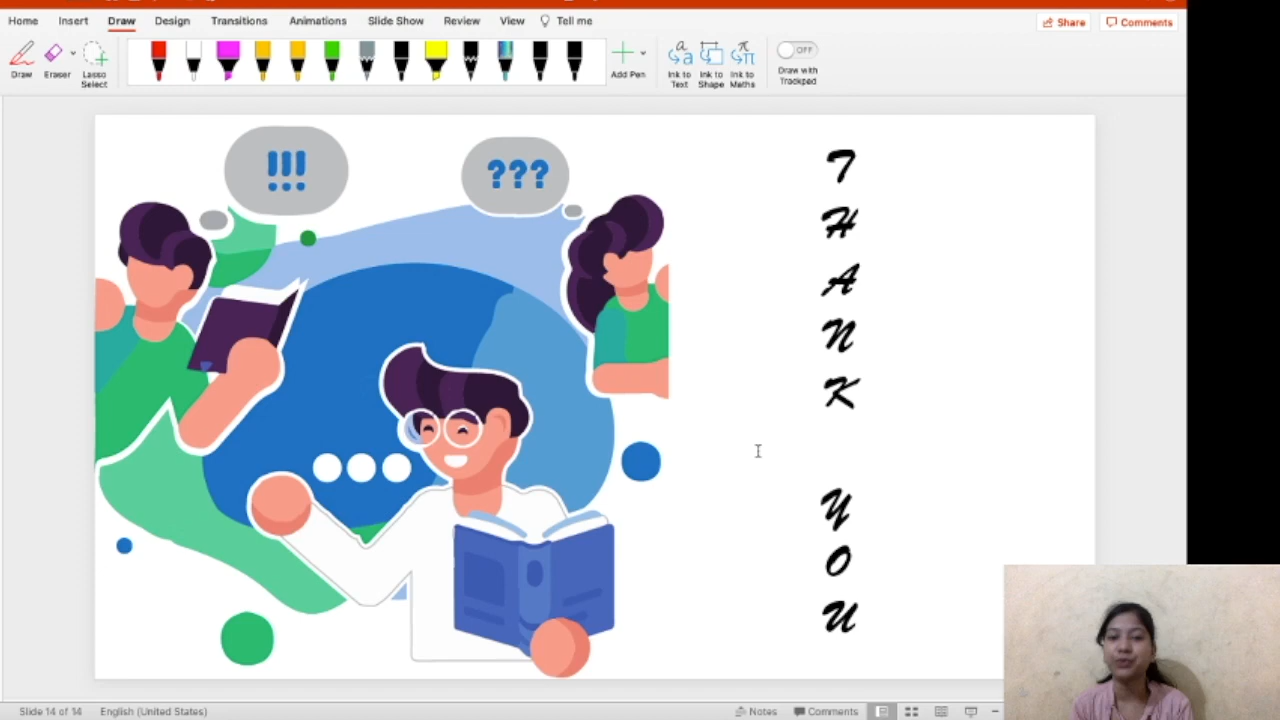 Home Insert Draw Design Transitions Animations Slide Show Review View Tell me Share Comments
Draw Eraser Lasso Select Add Pen Ink to Text Ink to Shape Ink to Maths OFF Draw with Trackpad
!!! ???
T
H
A
N
K
Y
O
U
Slide 14 of 14 English (United States) Notes Comments